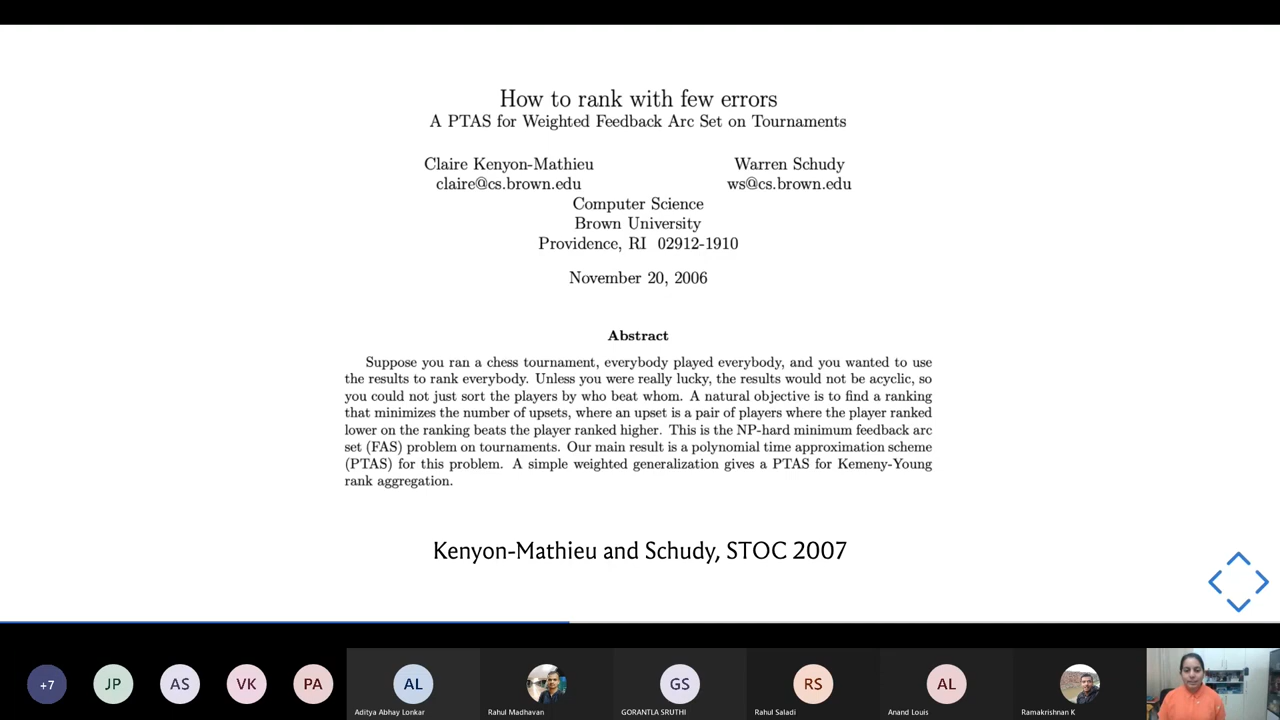 How to rank with few errors
A PTAS for Weighted Feedback Arc Set on Tournaments
Claire Kenyon-Mathieu
Warren Schudy
claire@cs.brown.edu
ws@cs.brown.edu
Computer Science
Brown University
Providence, RI 02912-1910
November 20, 2006
Abstract
Suppose you ran a chess tournament, everybody played everybody, and you wanted to use
the results to rank everybody. Unless you were really lucky, the results would not be acyclic, so
you could not just sort the players by who beat whom. A natural objective is to find a ranking
that minimizes the number of upsets, where an upset is a pair of players where the player ranked
lower on the ranking beats the player ranked higher. This is the NP-hard minimum feedback arc
set (FAS) problem on tournaments. Our main result is a polynomial time approximation scheme
(PTAS) for this problem. A simple weighted generalization gives a PTAS for Kemeny-Young
rank aggregation.
Kenyon-Mathieu and Schudy, STOC 2007
+7
JP
AS
VK
PA
AL
GS
RS
AL
Aditya Abhay Lonkar
Rahul Madhavan
GORANTLA SRUTHI
Rahul Saladi
Anand Louis
Ramakrishnan K